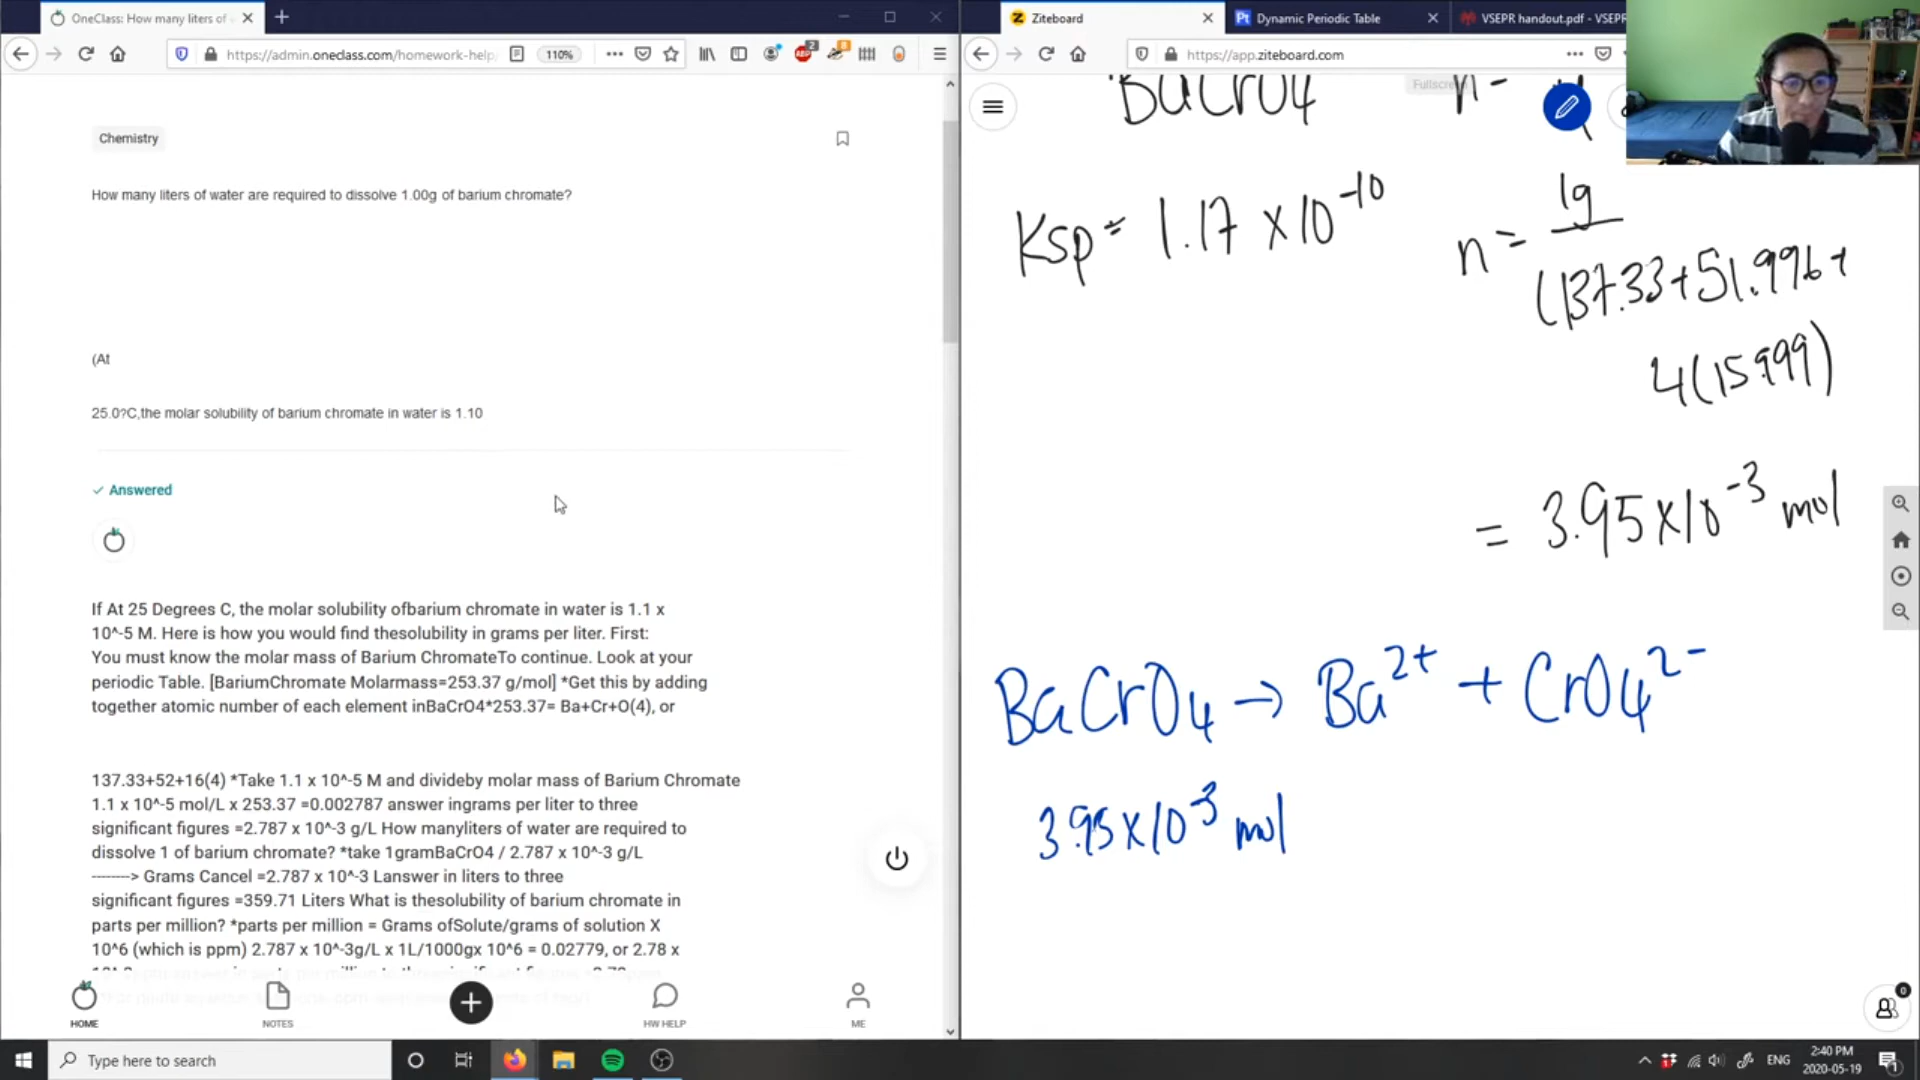 OneClass: How many liters of
https://admin.oneclass.com/homework-help/
110%
Chemistry
How many liters of water are required to dissolve 1.00g of barium chromate?
(At
25.0?C,the molar solubility of barium chromate in water is 1.10
Answered
If At 25 Degrees C, the molar solubility ofbarium chromate in water is 1.1 x
10^-5 M. Here is how you would find thesolubility in grams per liter. First:
You must know the molar mass of Barium ChromateTo continue. Look at your
periodic Table. [BariumChromate Molarmass=253.37 g/mol] *Get this by adding
together atomic number of each element inBaCrO4*253.37= Ba+Cr+O(4), or
137.33+52+16(4) *Take 1.1 x 10^-5 M and divideby molar mass of Barium Chromate
1.1 x 10^-5 mol/L x 253.37 =0.002787 answer ingrams per liter to three
significant figures =2.787 x 10^-3 g/L How manyliters of water are required to
dissolve 1 of barium chromate? *take 1gramBaCrO4 / 2.787 x 10^-3 g/L
--------> Grams Cancel =2.787 x 10^-3 Lanswer in liters to three
significant figures =359.71 Liters What is thesolubility of barium chromate in
parts per million? *parts per million = Grams ofSolute/grams of solution X
10^6 (which is ppm) 2.787 x 10^-3g/L x 1L/1000gx 10^6 = 0.02779, or 2.78 x
HOME
NOTES
HW HELP
ME
Ziteboard
Dynamic Periodic Table
VSEPR handout.pdf - VSEPR
https://app.ziteboard.com
Fullscreen
BaCrO4
n=
Ksp = 1.17 x 10^-10
n = 1g
(137.33+51.996+
4(15.999)
= 3.95x10^-3 mol
BaCrO4 → Ba^2+ + CrO4^2-
3.95x10^-3 mol
0
Type here to search
ENG
2:40 PM
2020-05-19
1